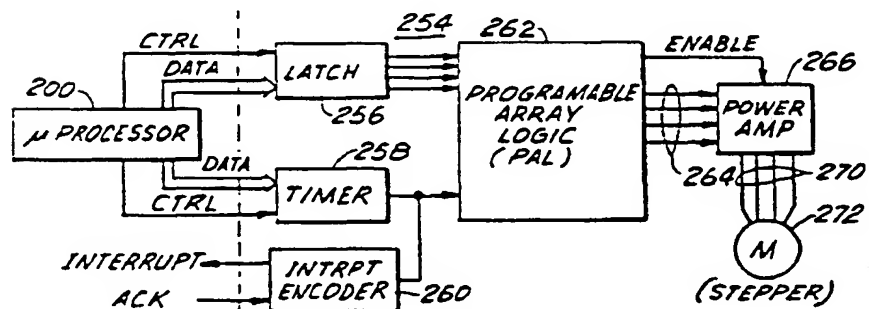 CTRL
254
262
ENABLE
DATA
LATCH
266
200
256
PROGRAMABLE
ARRAY
LOGIC
(PAL)
POWER
AMP
μ PROCESSOR
258
DATA
TIMER
264
270
CTRL
272
INTERRUPT
INTRPT
ENCODER
260
M
ACK
(STEPPER)